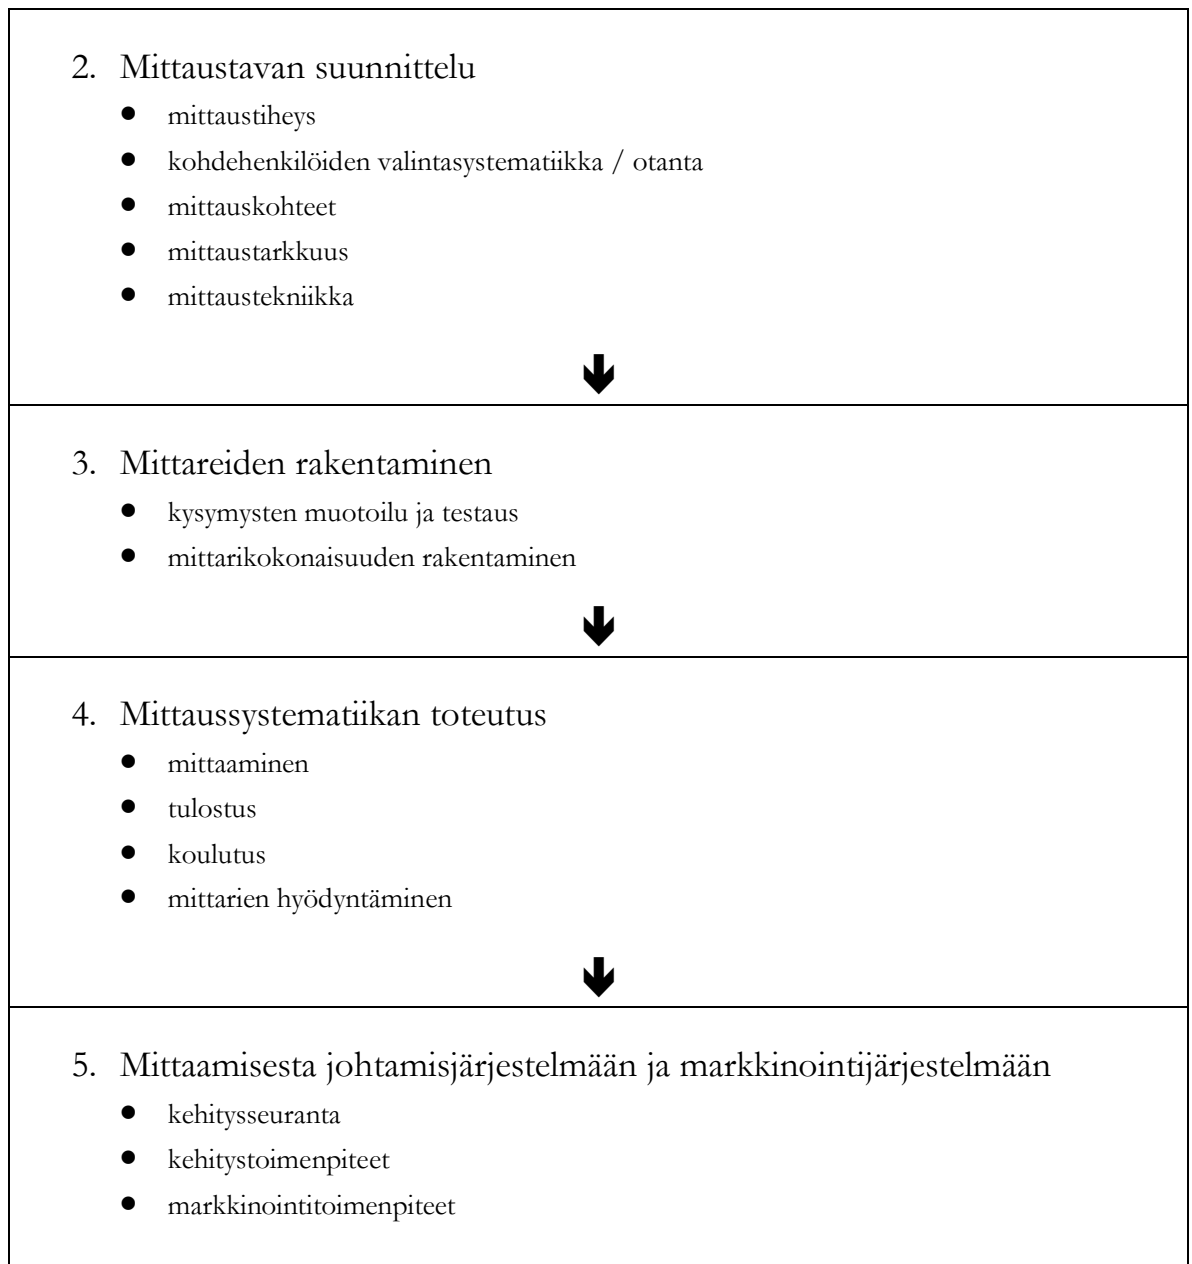 2. Mittaustavan suunnittelu
• mittaustiheys
• kohdehenkilöiden valintasystematiikka / otanta
• mittauskohteet
• mittaustarkkuus
• mittaustekniikka
3. Mittareiden rakentaminen
• kysymysten muotoilu ja testaus
• mittarikokonaisuuden rakentaminen
4. Mittaussystematiikan toteutus
• mittaaminen
• tulostus
• koulutus
• mittarien hyödyntäminen
5. Mittaamisesta johtamisjärjestelmään ja markkinointijärjestelmään
• kehitysseuranta
• kehitystoimenpiteet
• markkinointitoimenpiteet